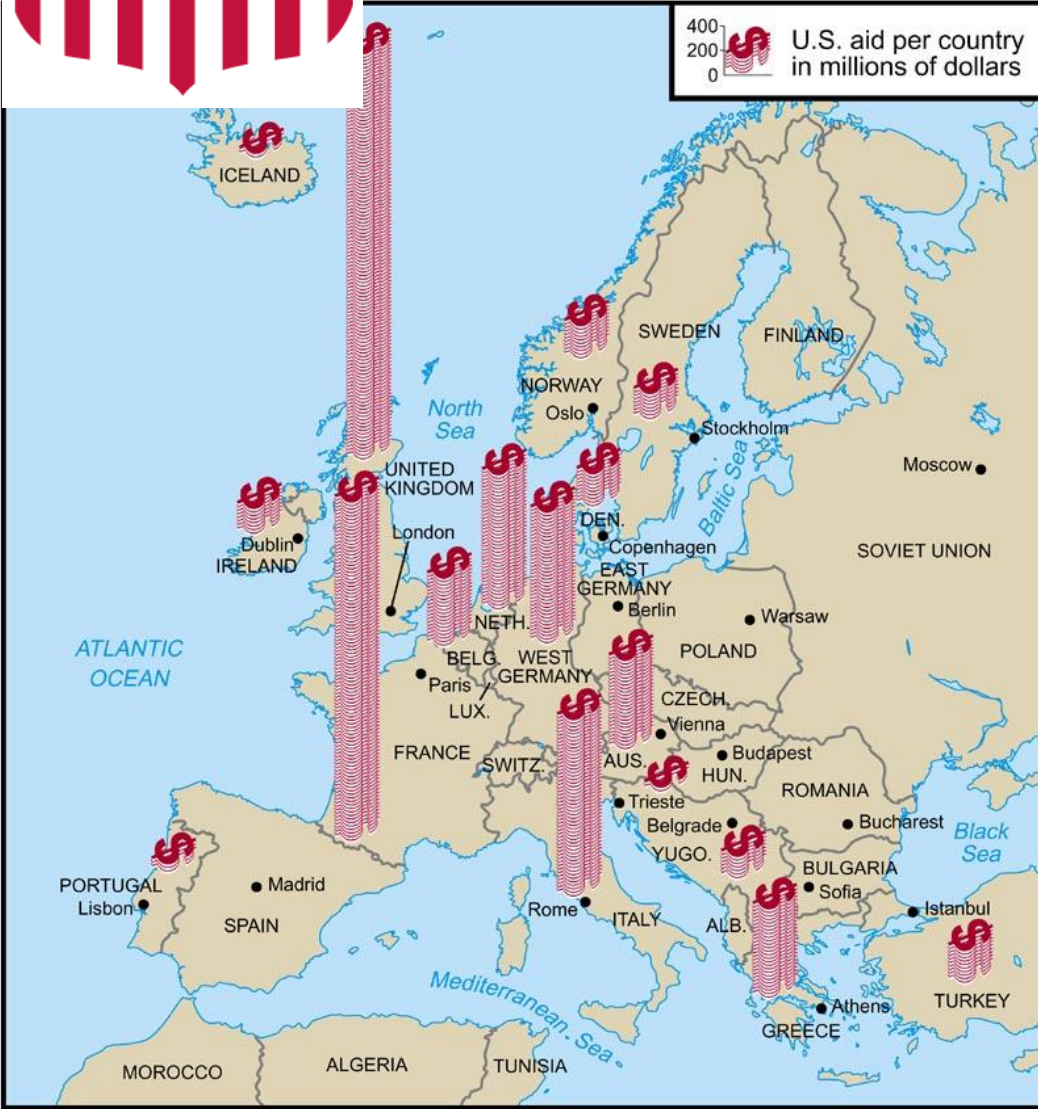 400
200
0
U.S. aid per country
in millions of dollars
ICELAND
SWEDEN
FINLAND
NORWAY
Oslo
North
Sea
Stockholm
Baltic Sea
Moscow
UNITED
KINGDOM
London
DEN.
Copenhagen
Dublin
IRELAND
SOVIET UNION
EAST
GERMANY
Berlin
Warsaw
NETH.
ATLANTIC
OCEAN
BELG.
WEST
GERMANY
POLAND
Paris
LUX.
CZECH.
Vienna
FRANCE
SWITZ.
AUS.
Budapest
HUN.
ROMANIA
Trieste
Belgrade
Bucharest
Black
Sea
YUGO.
BULGARIA
Sofia
PORTUGAL
Lisbon
Madrid
SPAIN
Rome
ITALY
ALB.
Istanbul
Mediterranean Sea
TURKEY
Athens
GREECE
MOROCCO
ALGERIA
TUNISIA